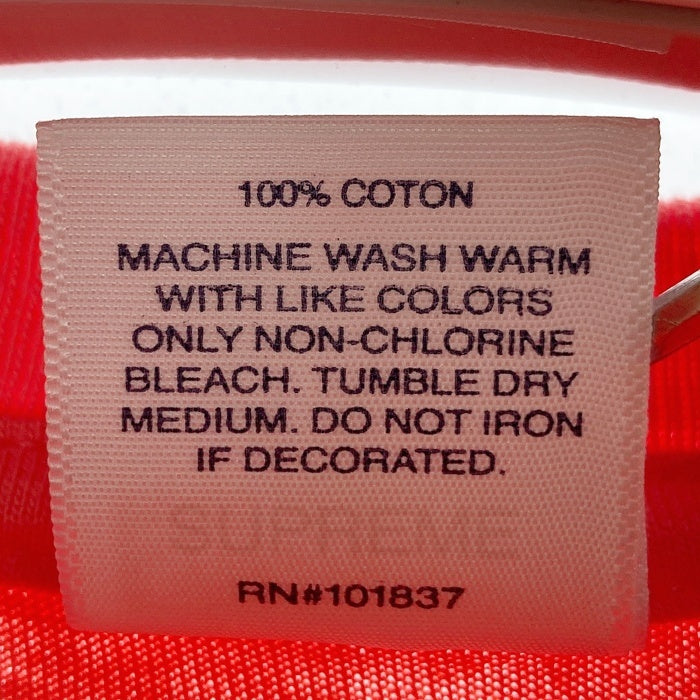 100% COTON
MACHINE WASH WARM
WITH LIKE COLORS
ONLY NON-CHLORINE
BLEACH. TUMBLE DRY
MEDIUM. DO NOT IRON
IF DECORATED.
SUPREME
RN#101837